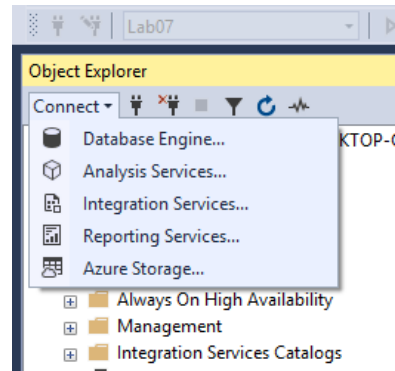 Lab07
Object Explorer
Connect
Database Engine...
Analysis Services...
Integration Services...
Reporting Services...
Azure Storage...
Always On High Availability
Management
Integration Services Catalogs